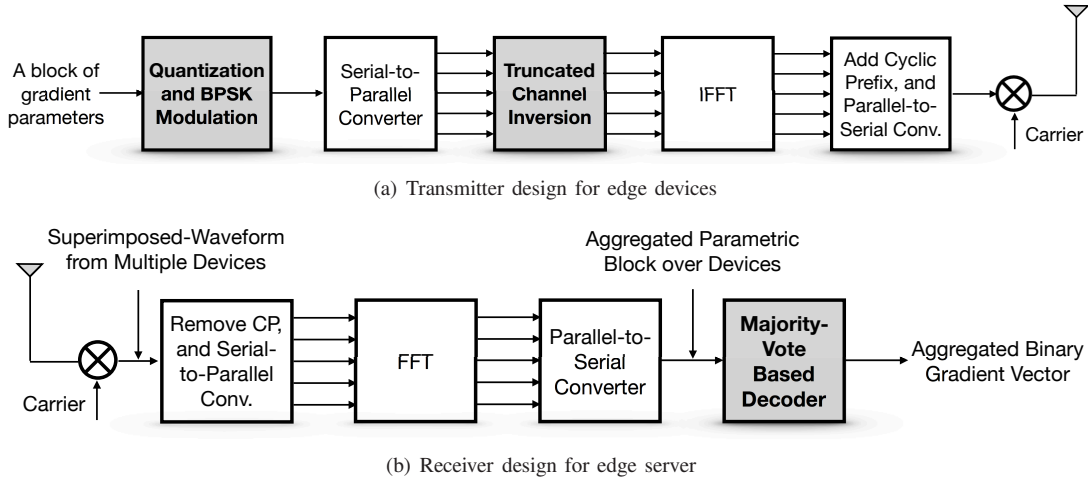 A block of
gradient
parameters
Quantization
and BPSK
Modulation
Serial-to-
Parallel
Converter
Truncated
Channel
Inversion
IFFT
Add Cyclic
Prefix, and
Parallel-to-
Serial Conv.
Carrier
(a) Transmitter design for edge devices
Superimposed-Waveform
from Multiple Devices
Aggregated Parametric
Block over Devices
Carrier
Remove CP,
and Serial-
to-Parallel
Conv.
FFT
Parallel-to-
Serial
Converter
Majority-
Vote
Based
Decoder
Aggregated Binary
Gradient Vector
(b) Receiver design for edge server